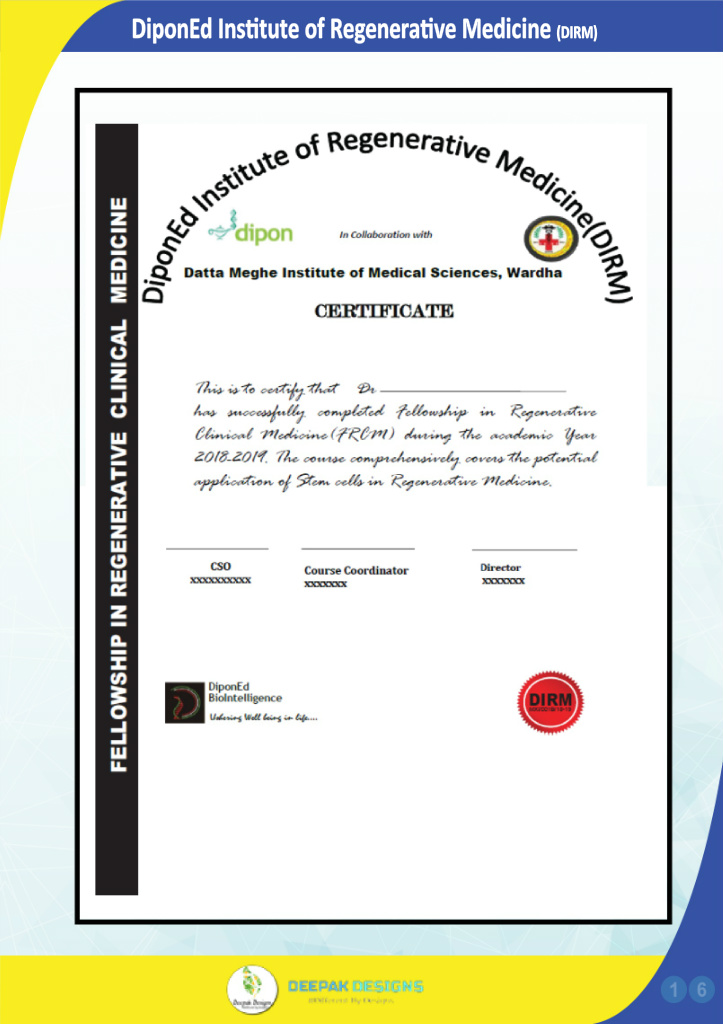 DiponEd Institute of Regenerative Medicine (DIRM)
FELLOWSHIP IN REGENERATIVE CLINICAL MEDICINE
DiponEd Institute of Regenerative Medicine(DIRM)
dipon
In Collaboration with
Datta Meghe Institute of Medical Sciences, Wardha
CERTIFICATE
This is to certify that Dr
has successfully completed Fellowship in Regenerative
Clinical Medicine(FRCM) during the academic Year
2018-2019. The course comprehensively covers the potential
application of Stem cells in Regenerative Medicine.
CSO
xxxxxxxxxx
Course Coordinator
xxxxxxx
Director
xxxxxxx
DiponEd
BioIntelligence
Ushering Well being in life....
DIRM
Deepak Designs
DEEPAK DESIGNS
16